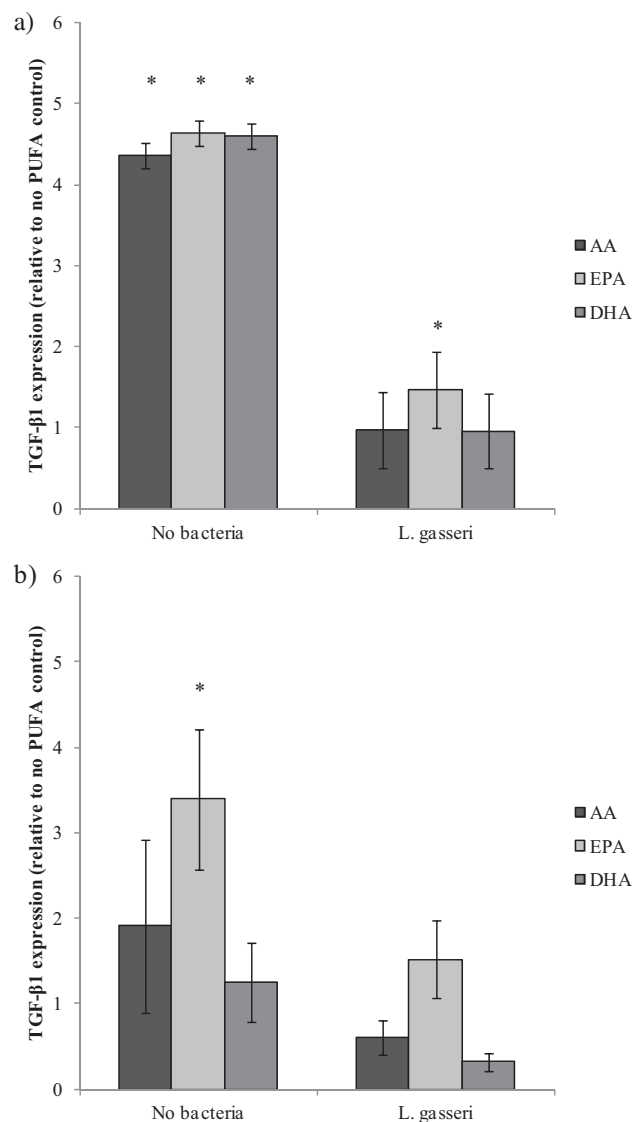 a)
TGF-β1 expression (relative to no PUFA control)
6
5
4
3
2
1
0
* * *
*
No bacteria
L. gasseri
AA
EPA
DHA
b)
TGF-β1 expression (relative to no PUFA control)
6
5
4
3
2
1
0
*
No bacteria
L. gasseri
AA
EPA
DHA